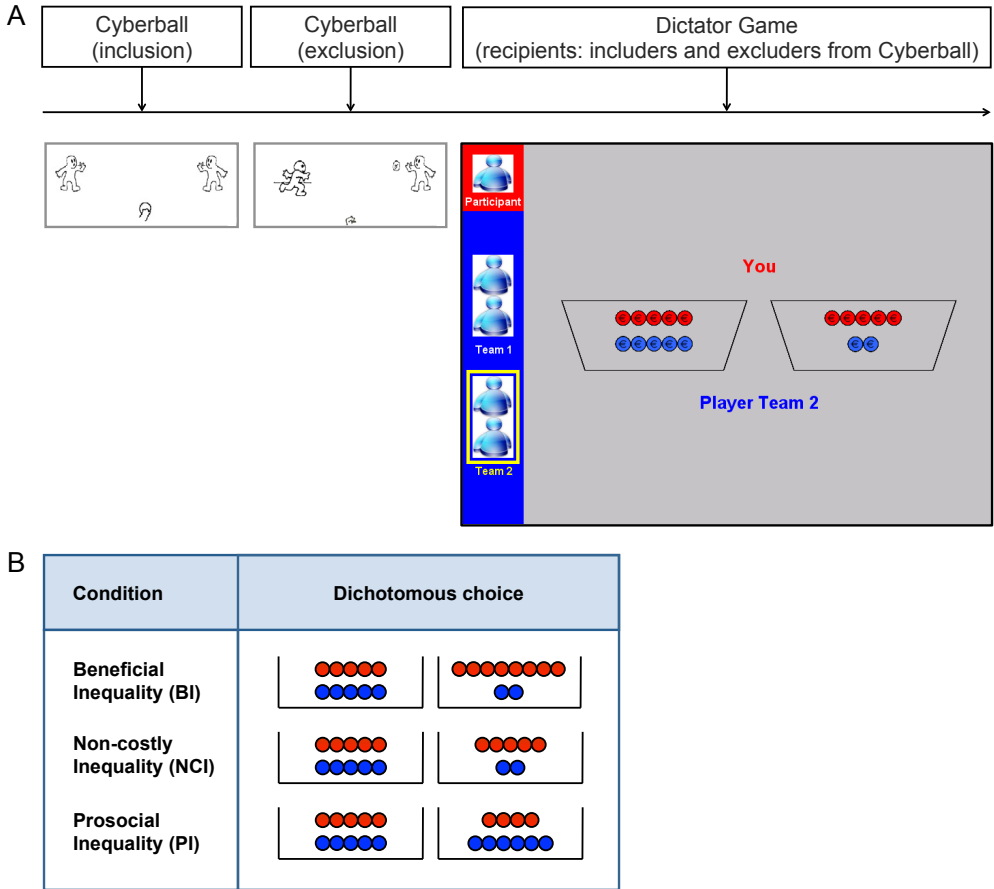 A
Cyberball
(inclusion)
Cyberball
(exclusion)
Dictator Game
(recipients: includers and excluders from Cyberball)
Participant
Team 1
Team 2
You
€ € € € €
€ € € € €
€ € € € €
€ €
Player Team 2
B
Condition
Dichotomous choice
Beneficial
Inequality (BI)
Non-costly
Inequality (NCI)
Prosocial
Inequality (PI)